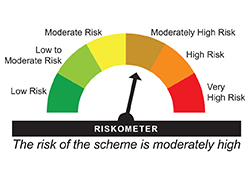 Moderate Risk
Moderately High Risk
Low to
Moderate Risk
High Risk
Low Risk
Very
High Risk
RISKOMETER
The risk of the scheme is moderately high